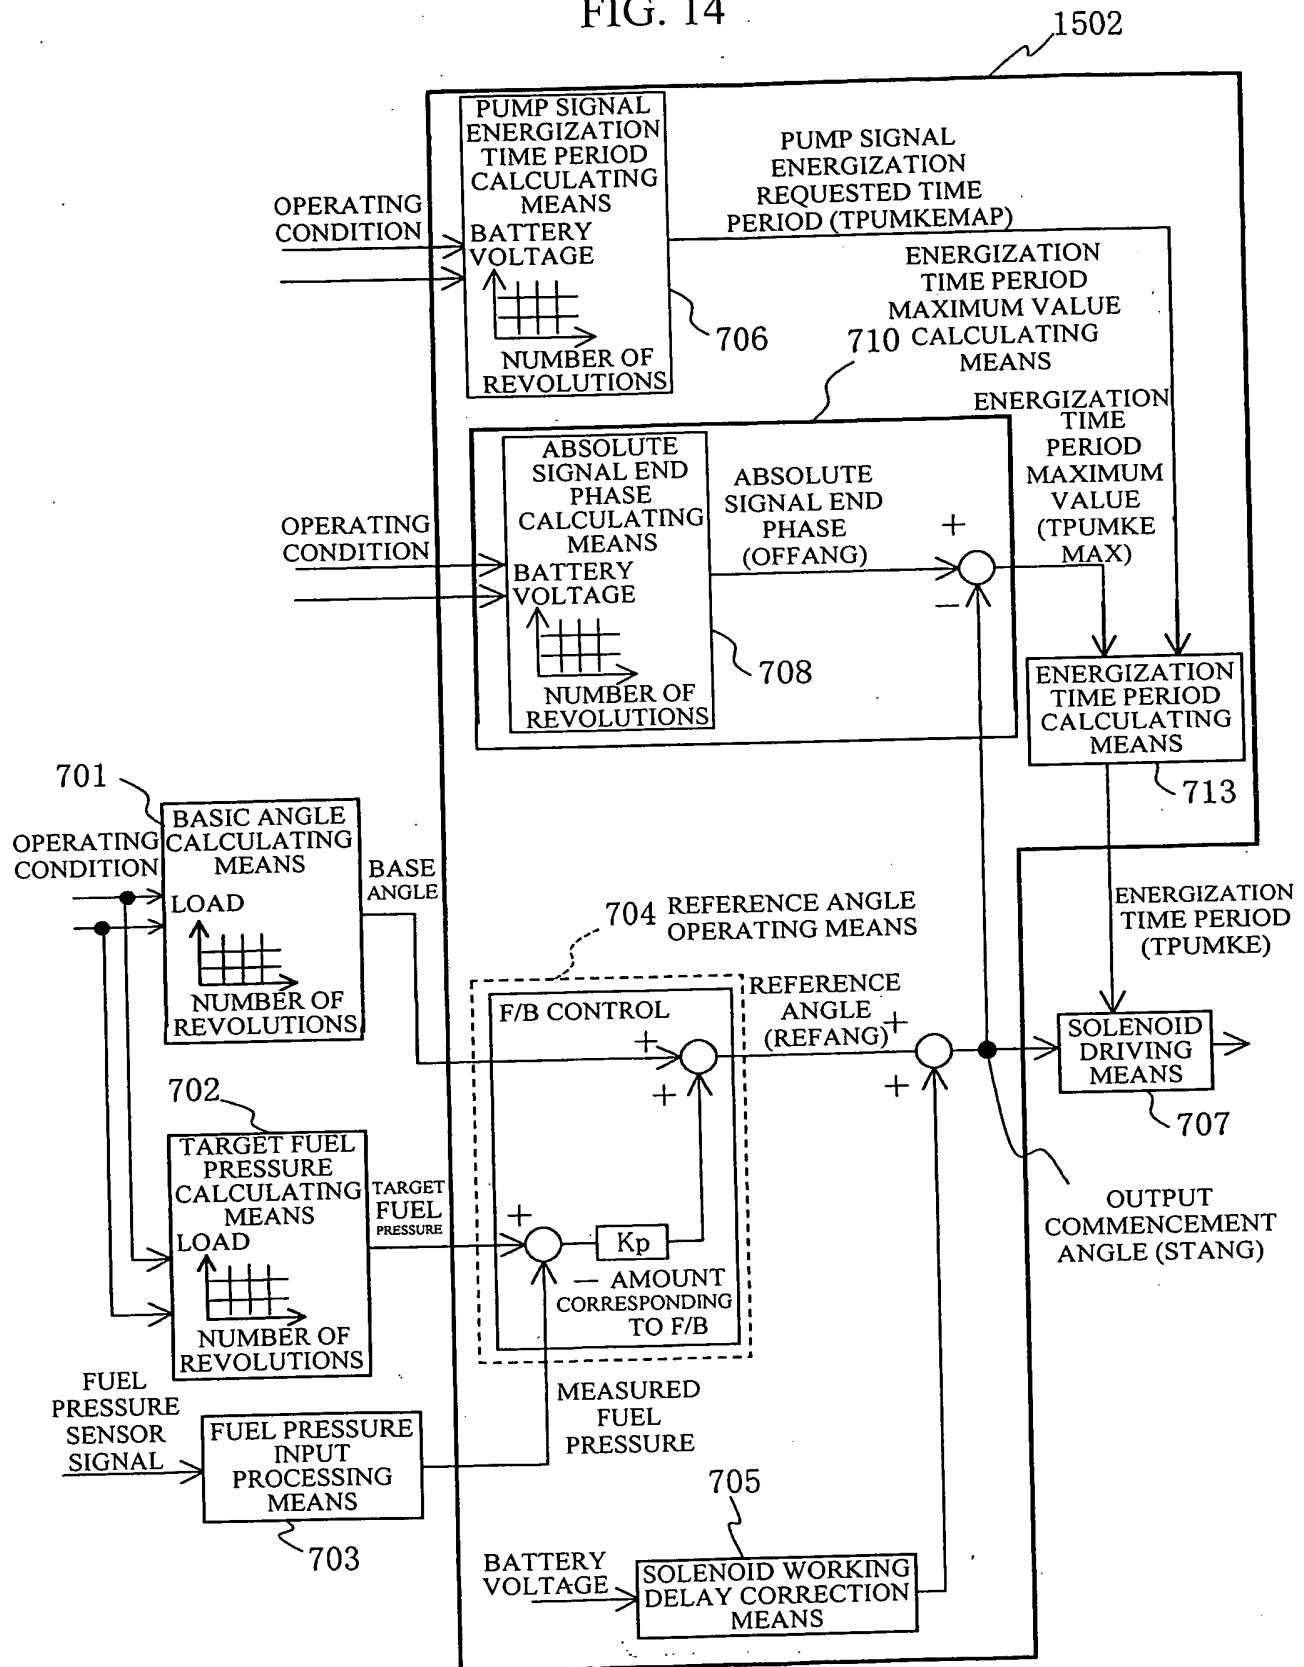 FIG. 14
1502
PUMP SIGNAL
ENERGIZATION
TIME PERIOD
CALCULATING
MEANS
BATTERY
VOLTAGE
NUMBER OF
REVOLUTIONS
OPERATING
CONDITION
PUMP SIGNAL
ENERGIZATION
REQUESTED TIME
PERIOD (TPUMKEMAP)
706
ENERGIZATION
TIME PERIOD
MAXIMUM VALUE
CALCULATING
MEANS
710
ENERGIZATION
TIME
PERIOD
MAXIMUM
VALUE
(TPUMKE
MAX)
OPERATING
CONDITION
ABSOLUTE
SIGNAL END
PHASE
CALCULATING
MEANS
BATTERY
VOLTAGE
NUMBER OF
REVOLUTIONS
ABSOLUTE
SIGNAL END
PHASE
(OFFANG)
+
−
708
ENERGIZATION
TIME PERIOD
CALCULATING
MEANS
713
701
OPERATING
CONDITION
BASIC ANGLE
CALCULATING
MEANS
LOAD
NUMBER OF
REVOLUTIONS
BASE
ANGLE
704
REFERENCE ANGLE
OPERATING MEANS
ENERGIZATION
TIME PERIOD
(TPUMKE)
F/B CONTROL
+
+
REFERENCE
ANGLE
(REFANG)
+
+
SOLENOID
DRIVING
MEANS
707
702
TARGET FUEL
PRESSURE
CALCULATING
MEANS
LOAD
NUMBER OF
REVOLUTIONS
TARGET
FUEL
PRESSURE
+
Kp
− AMOUNT
CORRESPONDING
TO F/B
OUTPUT
COMMENCEMENT
ANGLE (STANG)
FUEL
PRESSURE
SENSOR
SIGNAL
FUEL PRESSURE
INPUT
PROCESSING
MEANS
703
MEASURED
FUEL
PRESSURE
705
BATTERY
VOLTAGE
SOLENOID WORKING
DELAY CORRECTION
MEANS